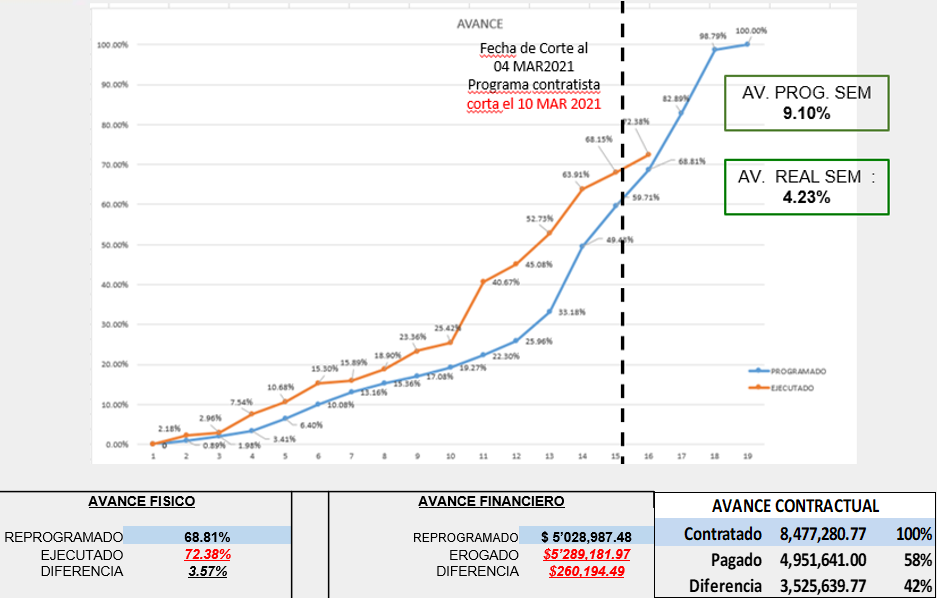 AVANCE
Fecha de Corte al
04 MAR2021
Programa contratista
corta el 10 MAR 2021
AV. PROG. SEM
9.10%
AV. REAL SEM :
4.23%
100.00%
90.00%
80.00%
70.00%
60.00%
50.00%
40.00%
30.00%
20.00%
10.00%
0.00%
2.18%
2.96%
7.54%
10.68%
15.30%
15.89%
18.90%
23.36%
25.42%
40.67%
45.08%
52.73%
63.91%
68.15%
72.38%
0
0.89%
1.98%
3.41%
6.40%
10.08%
13.16%
15.36%
17.08%
19.27%
22.30%
25.96%
33.18%
59.71%
68.81%
82.89%
98.79%
100.00%
1 2 3 4 5 6 7 8 9 10 11 12 13 14 15 16 17 18 19
PROGRAMADO
EJECUTADO
AVANCE FISICO
REPROGRAMADO 68.81%
EJECUTADO 72.38%
DIFERENCIA 3.57%
AVANCE FINANCIERO
REPROGRAMADO $ 5'028,987.48
EROGADO $5'289,181.97
DIFERENCIA $260,194.49
AVANCE CONTRACTUAL
Contratado 8,477,280.77 100%
Pagado 4,951,641.00 58%
Diferencia 3,525,639.77 42%